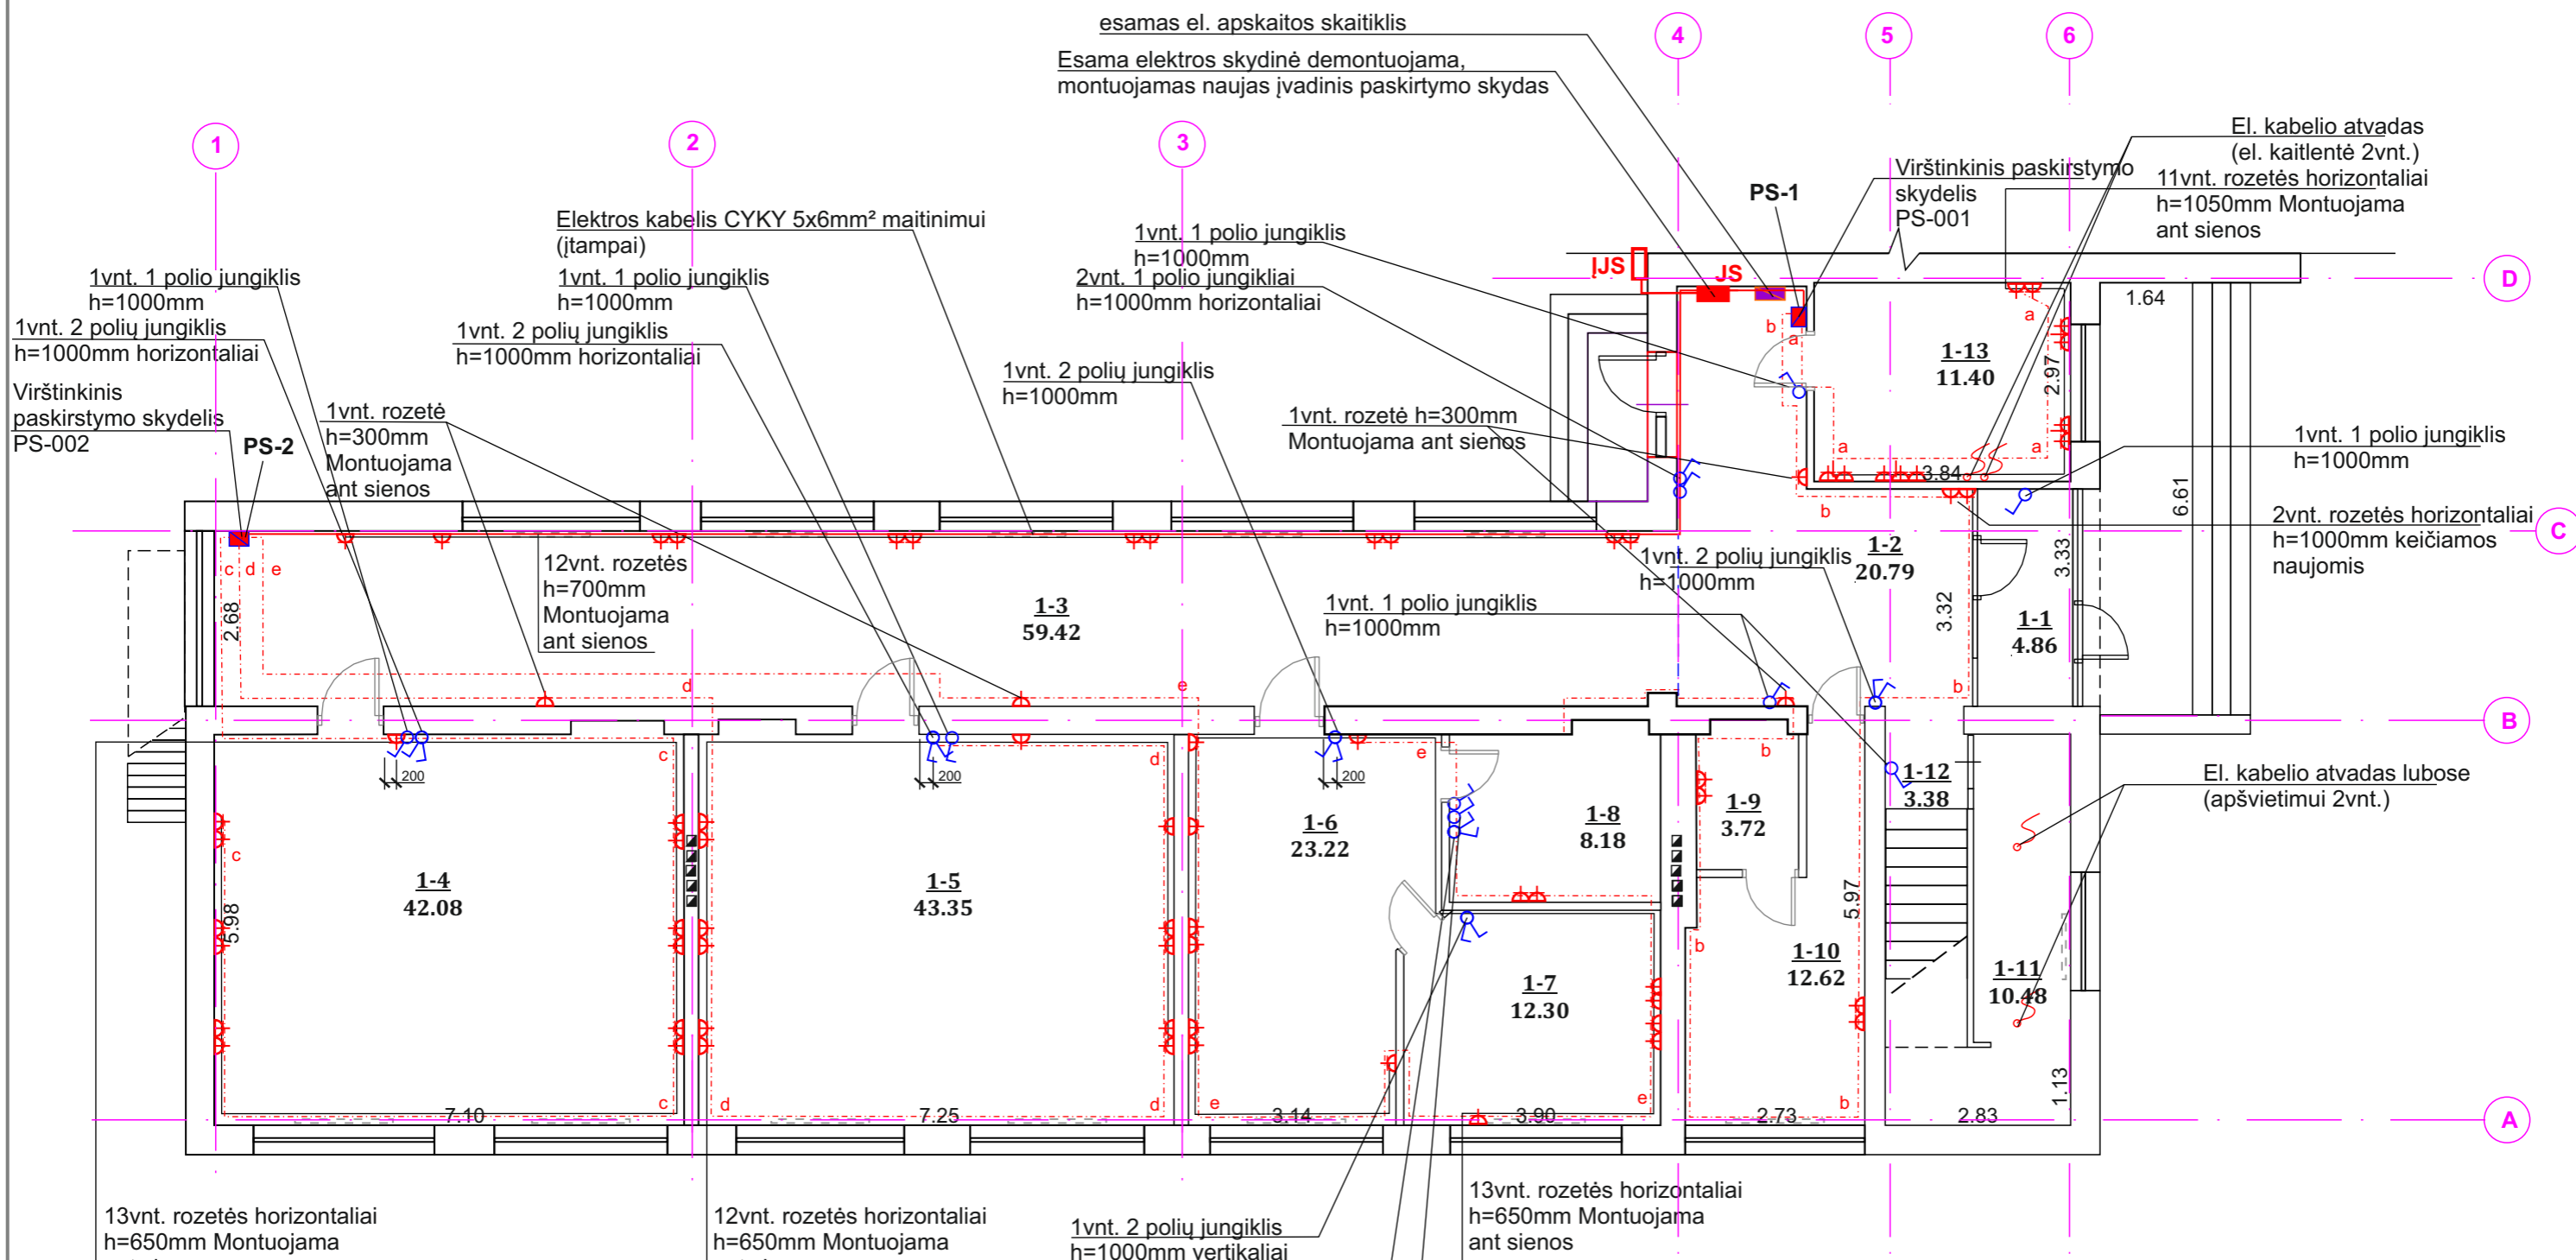 esamas el. apskaitos skaitiklis
Esama elektros skydinė demontuojama,
montuojamas naujas įvadinis paskirtymo skydas
4
5
6
1
2
3
El. kabelio atvadas
(el. kaitlentė 2vnt.)
Virštinkinis paskirstymo
skydelis
PS-001
PS-1
11vnt. rozetės horizontaliai
h=1050mm Montuojama
ant sienos
Elektros kabelis CYKY 5x6mm² maitinimui
(įtampai)
1vnt. 1 polio jungiklis
h=1000mm
2vnt. 1 polio jungikliai
h=1000mm horizontaliai
1vnt. 1 polio jungiklis
h=1000mm
1vnt. 1 polio jungiklis
h=1000mm
1vnt. 2 polių jungiklis
h=1000mm horizontaliai
1vnt. 2 polių jungiklis
h=1000mm horizontaliai
1vnt. 2 polių jungiklis
h=1000mm
Virštinkinis
paskirstymo skydelis
PS-002
PS-2
1vnt. rozetė
h=300mm
Montuojama
ant sienos
1vnt. rozetė h=300mm
Montuojama ant sienos
ĮJS
JS
D
1.64
b
a
a
1-13
11.40
2.97
a
a
3.84
1vnt. 1 polio jungiklis
h=1000mm
6.61
b
2vnt. rozetės horizontaliai
h=1000mm keičiamos
naujomis
C
c
d
e
2.68
12vnt. rozetės
h=700mm
Montuojama
ant sienos
1-3
59.42
1vnt. 2 polių jungiklis
h=1000mm
1vnt. 1 polio jungiklis
h=1000mm
1-2
20.79
3.32
3.33
1-1
4.86
d
e
b
B
c
200
d
200
200
e
b
1-12
3.38
El. kabelio atvadas lubose
(apšvietimui 2vnt.)
c
5.98
1-4
42.08
1-5
43.35
1-6
23.22
1-8
8.18
1-9
3.72
5.97
b
1-10
12.62
1-11
10.48
1-7
12.30
1.13
c
d
d
e
e
b
7.10
7.25
3.14
3.90
2.73
2.83
A
13vnt. rozetės horizontaliai
h=650mm Montuojama
12vnt. rozetės horizontaliai
h=650mm Montuojama
1vnt. 2 polių jungiklis
h=1000mm vertikaliai
13vnt. rozetės horizontaliai
h=650mm Montuojama
ant sienos